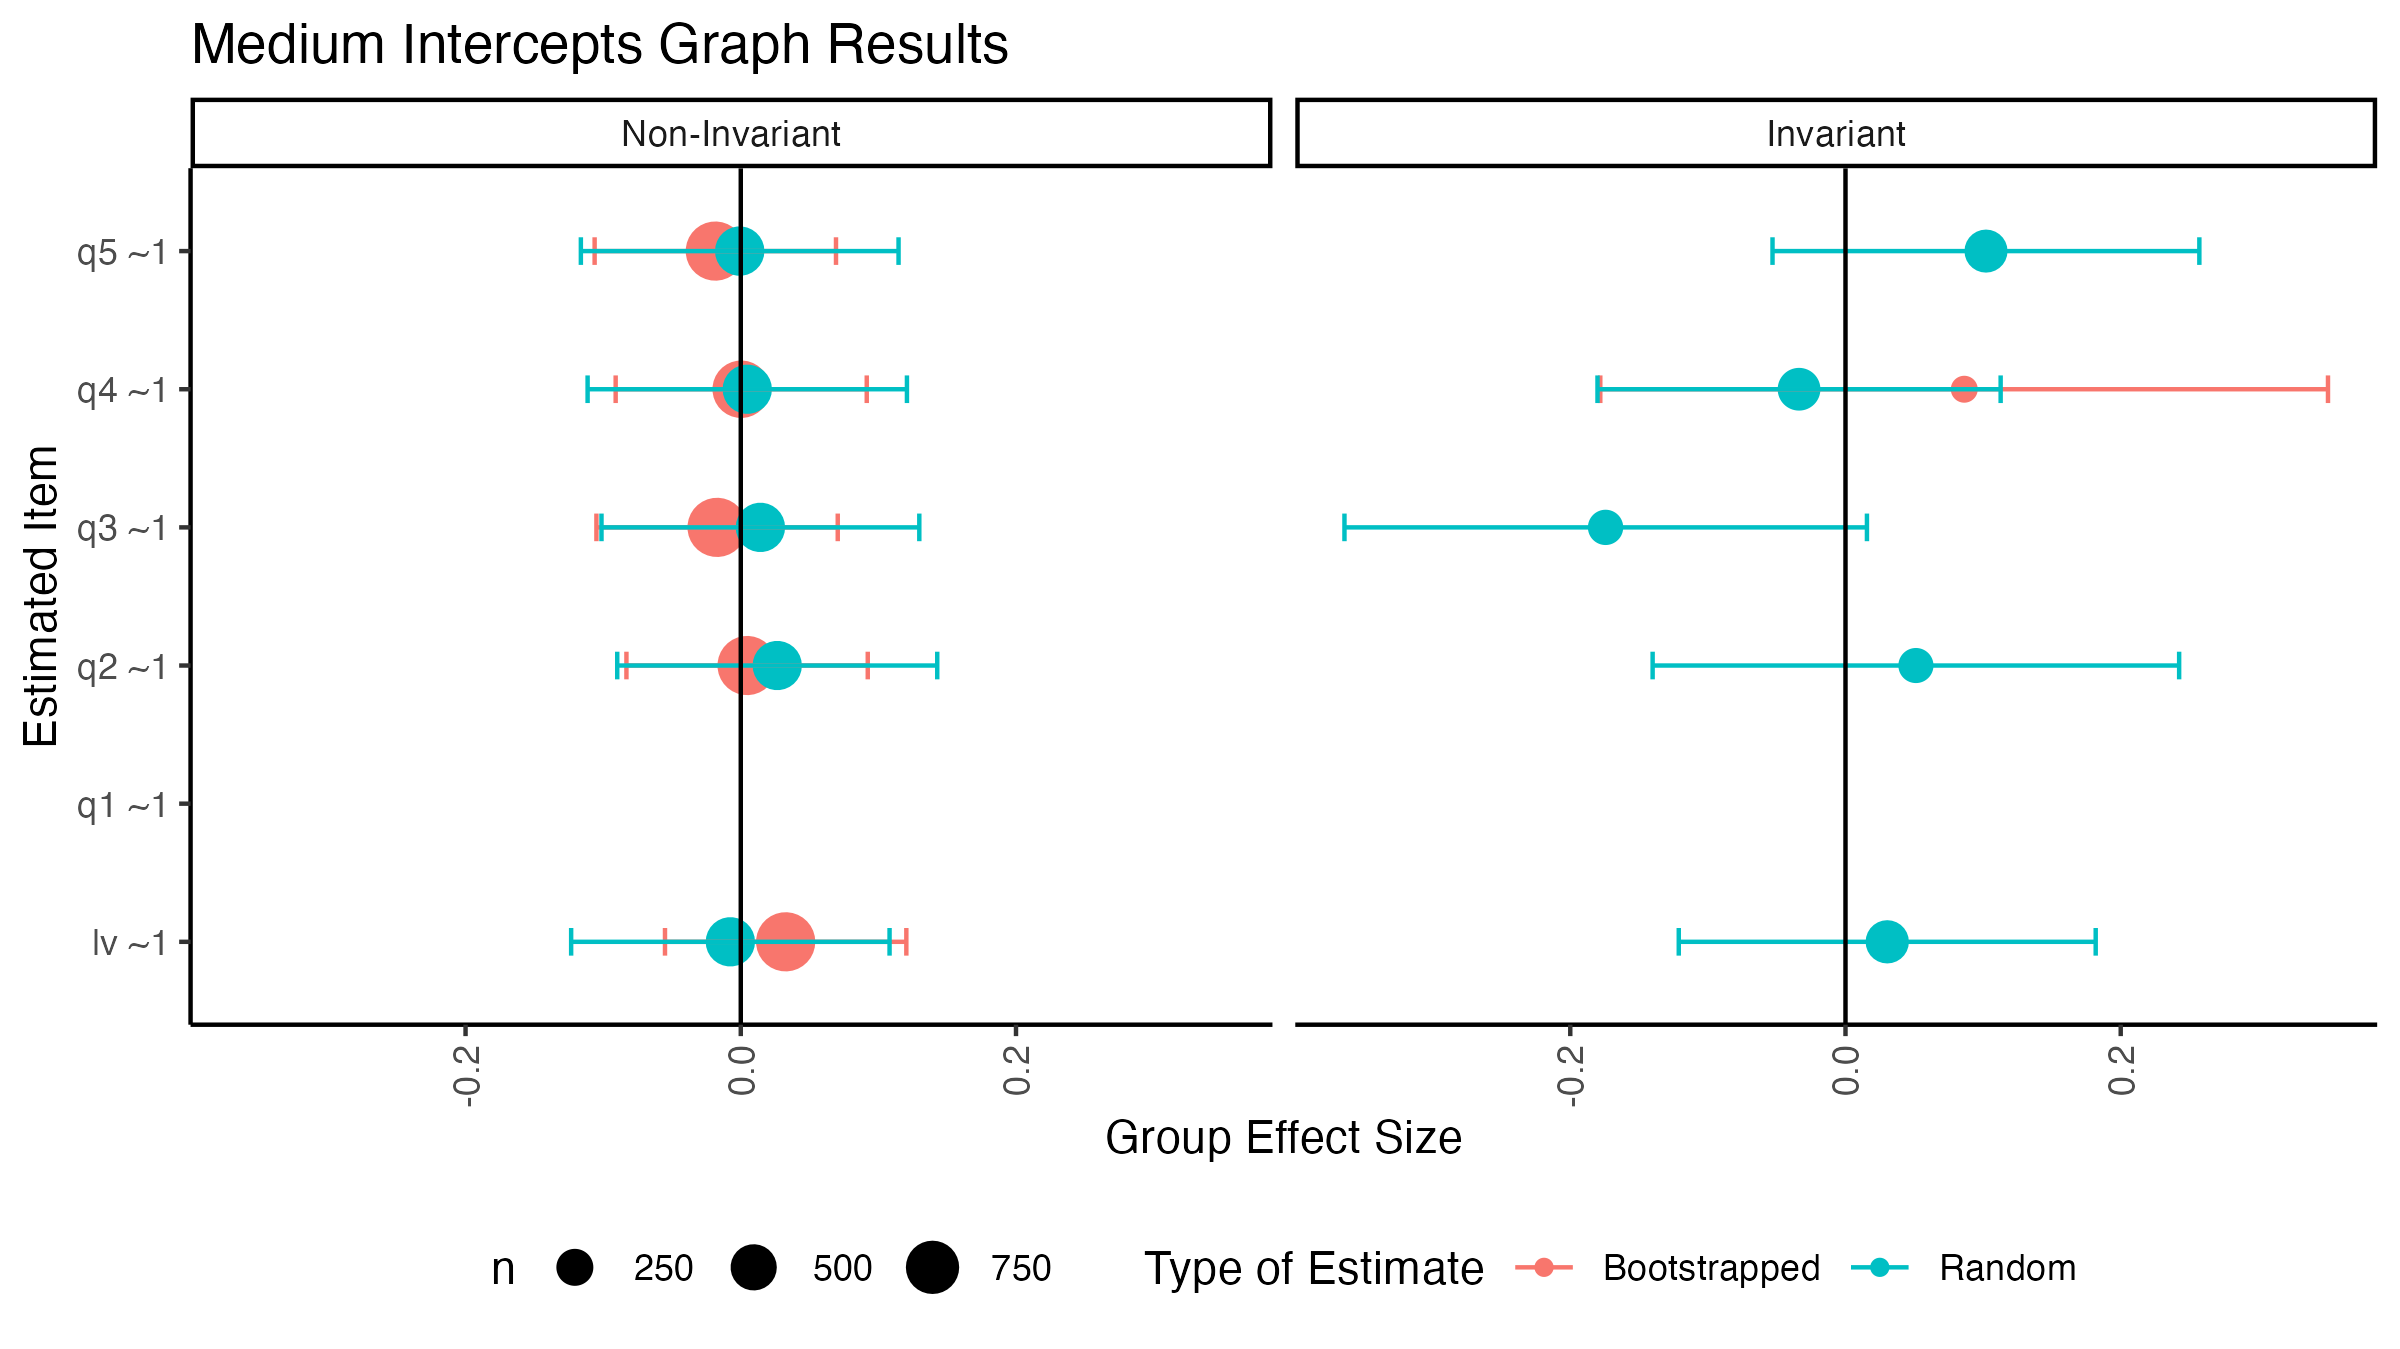 Medium Intercepts Graph Results
Non-Invariant
Invariant
Estimated Item
q5 ~1
q4 ~1
q3 ~1
q2 ~1
q1 ~1
lv ~1
-0.2
0.0
0.2
-0.2
0.0
0.2
Group Effect Size
n 250 500 750 Type of Estimate Bootstrapped Random